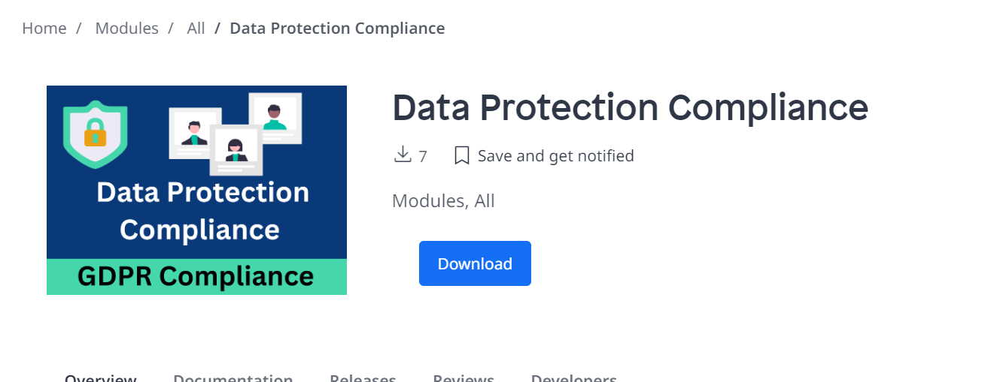 Home / Modules / All / Data Protection Compliance
Data Protection
Compliance
GDPR Compliance
Data Protection Compliance
7 Save and get notified
Modules, All
Download
Overview Documentation Releases Reviews Developers